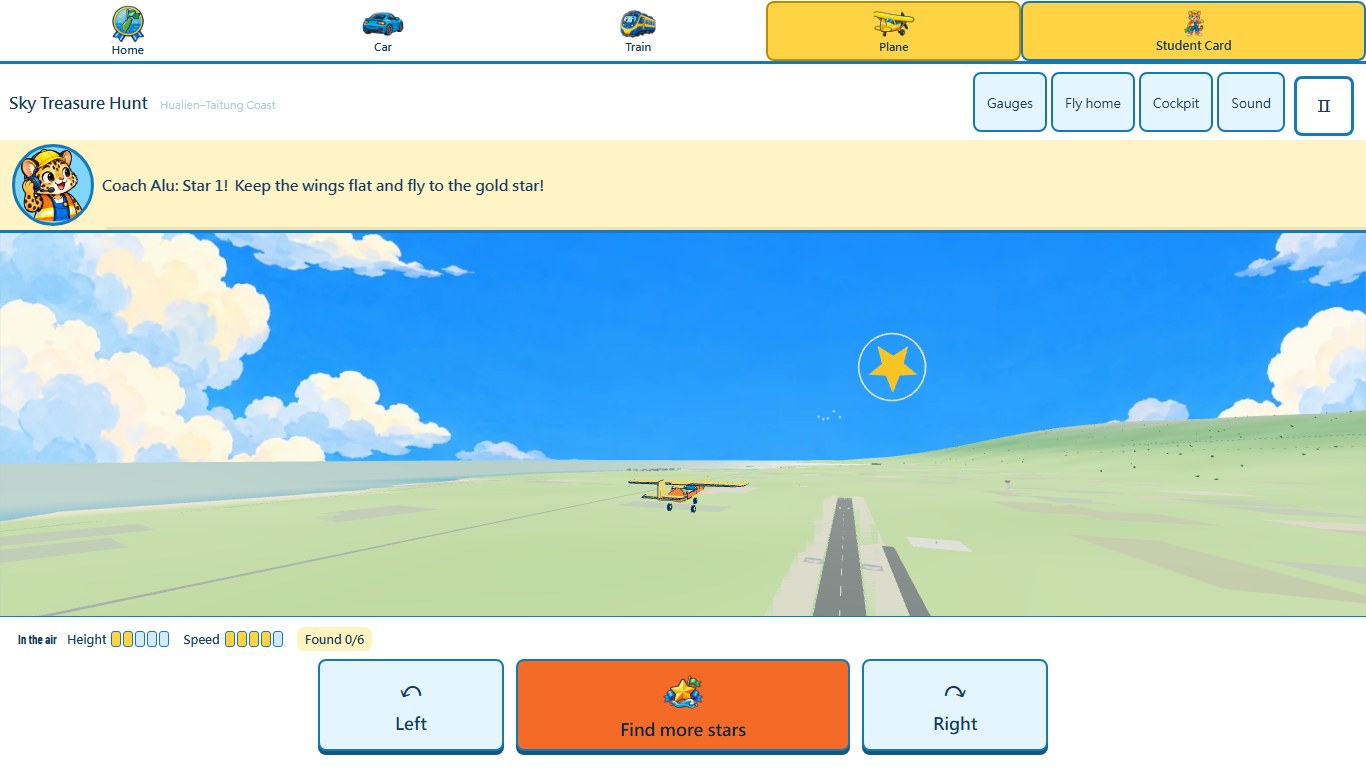 Home
Car
Train
Plane
Student Card
Sky Treasure Hunt Hualien–Taitung Coast
Gauges
Fly home
Cockpit
Sound
Coach Alu: Star 1! Keep the wings flat and fly to the gold star!
In the air Height Speed Found 0/6
Left
Find more stars
Right